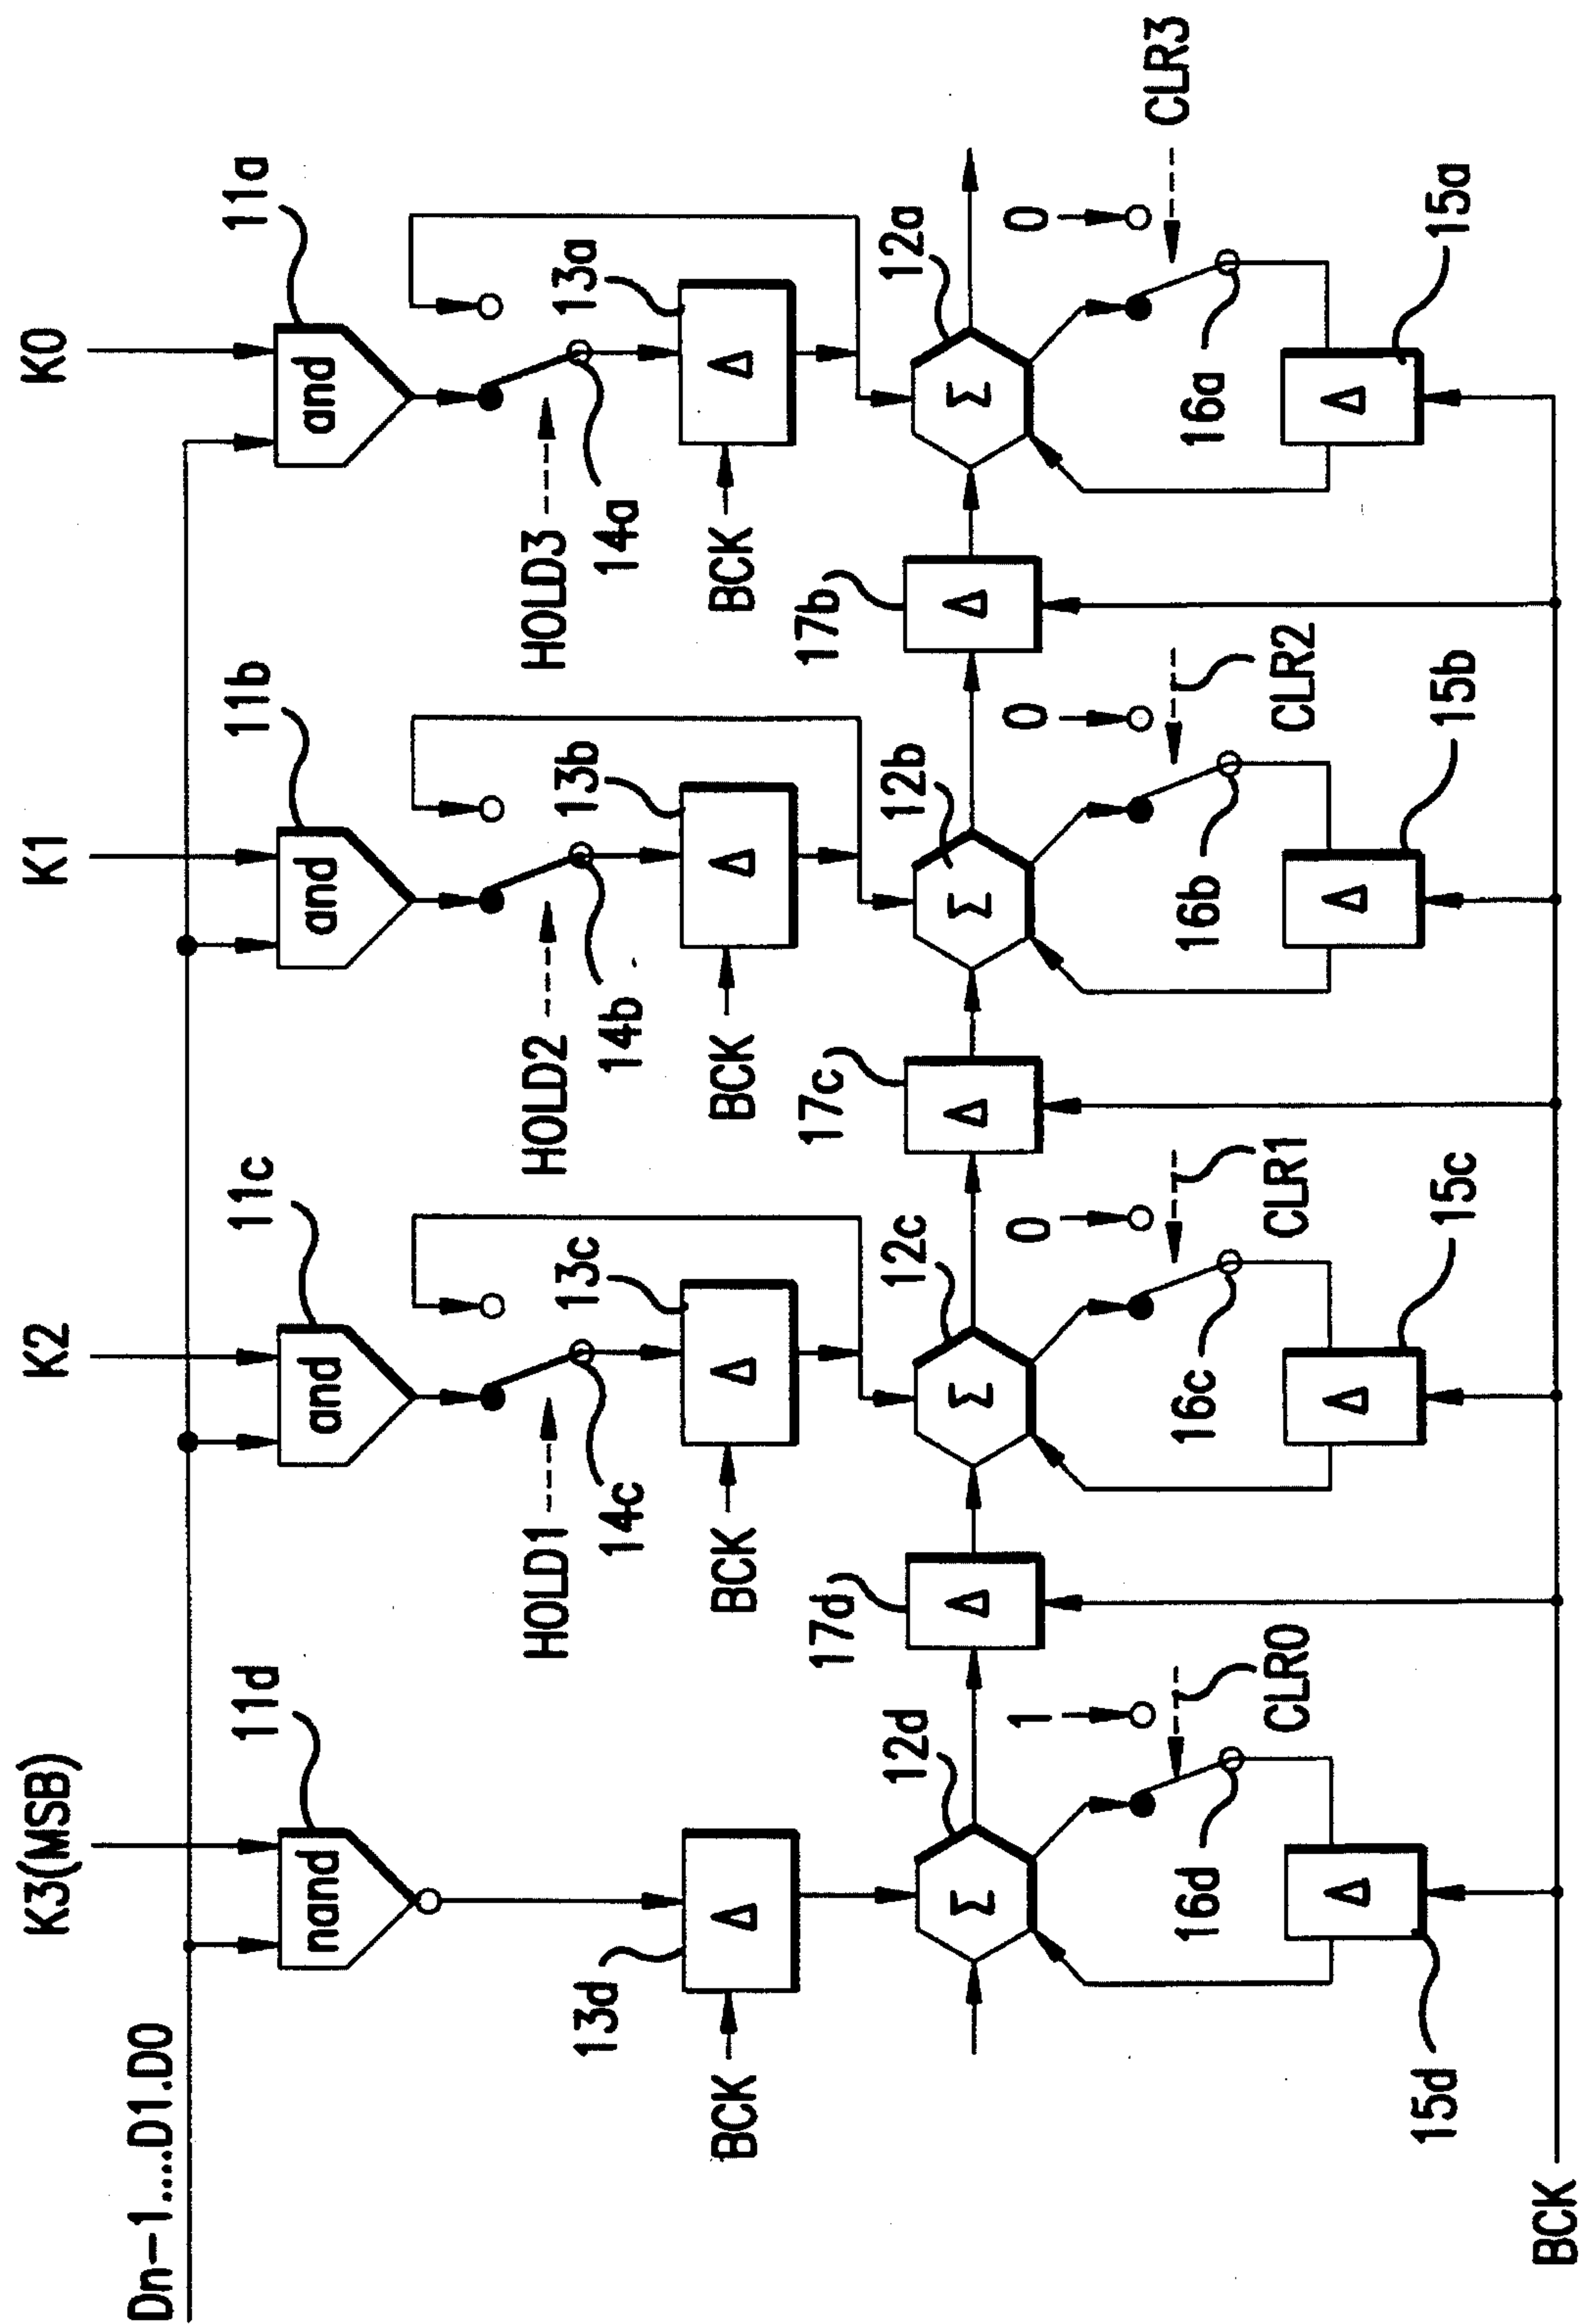 K3(MSB)
K2
K1
K0
Dn-1....D1.D0
11d
11c
11b
11a
nand
and
and
and
HOLD1
HOLD2
HOLD3
14c
14b
14a
13d
13c
13b
13a
BCK
Δ
BCK
Δ
BCK
Δ
BCK
Δ
17d
17c
17b
12d
12c
12b
12a
Σ
Δ
Σ
Δ
Σ
Δ
Σ
1
0
0
0
CLR0
CLR1
CLR2
CLR3
16d
16c
16b
16a
Δ
Δ
Δ
Δ
15d
15c
15b
15a
BCK